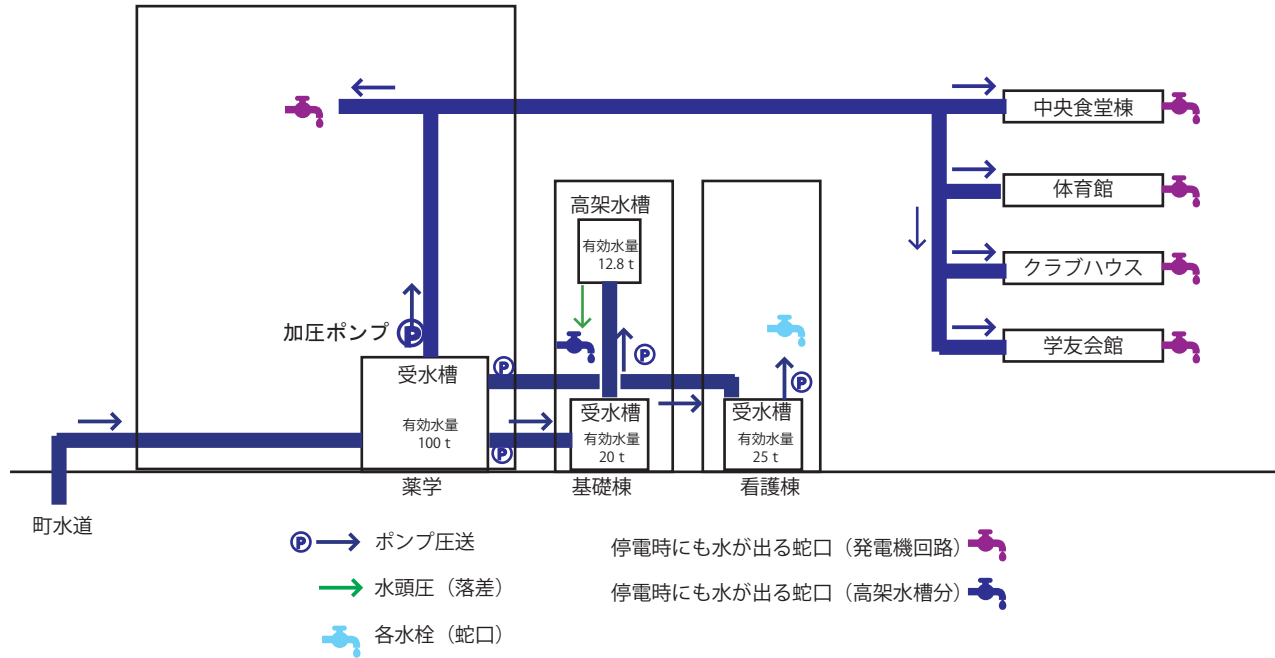 中央食堂棟
体育館
高架水槽
有効水量
12.8 t
クラブハウス
加圧ポンプ
P
学友会館
受水槽
P
P
P
有効水量
100 t
受水槽
有効水量
20 t
受水槽
有効水量
25 t
P
薬学
基礎棟
看護棟
町水道
P
ポンプ圧送
停電時にも水が出る蛇口（発電機回路）
水頭圧（落差）
停電時にも水が出る蛇口（高架水槽分）
各水栓（蛇口）